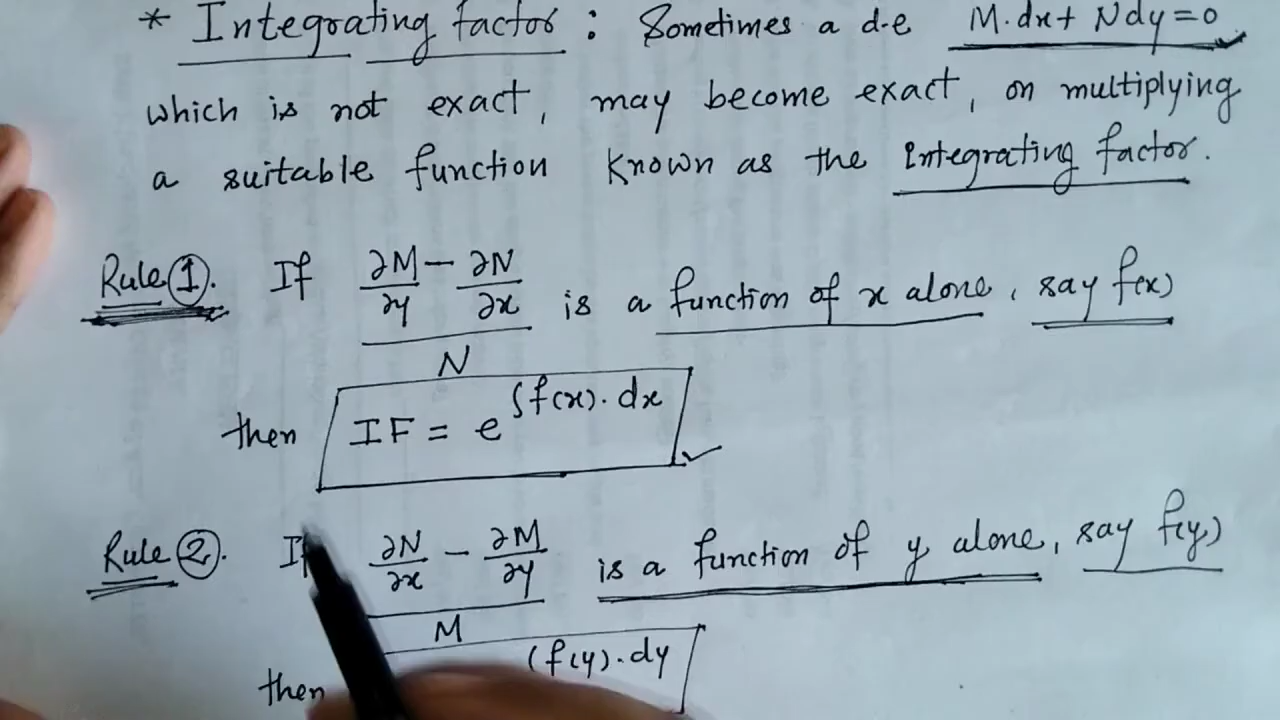 * Integrating factor : Sometimes a d.e M.dx + Ndy = 0
which is not exact, may become exact, on multiplying
a suitable function known as the Integrating factor.
Rule ①. If (∂M/∂y − ∂N/∂x)/N is a function of x alone, say f(x)
then IF = e^∫f(x).dx
Rule ②. If (∂N/∂x − ∂M/∂y)/M is a function of y alone, say f(y)
then ∫f(y).dy